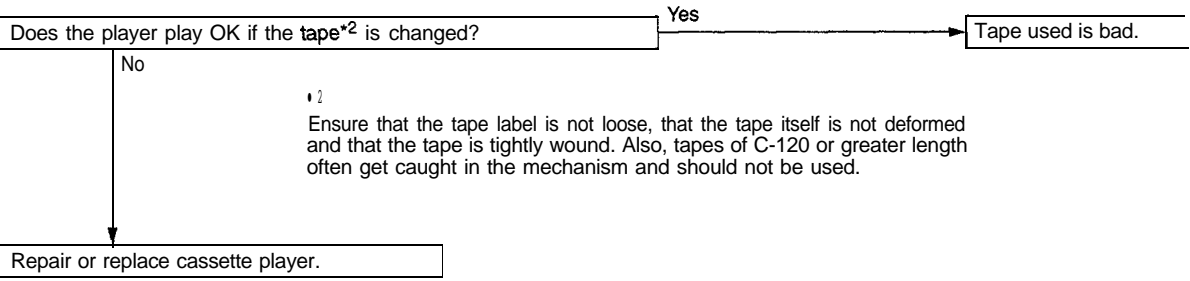 Yes
Does the player play OK if the tape*2 is changed?
Tape used is bad.
No
•2
Ensure that the tape label is not loose, that the tape itself is not deformed
and that the tape is tightly wound. Also, tapes of C-120 or greater length
often get caught in the mechanism and should not be used.
Repair or replace cassette player.